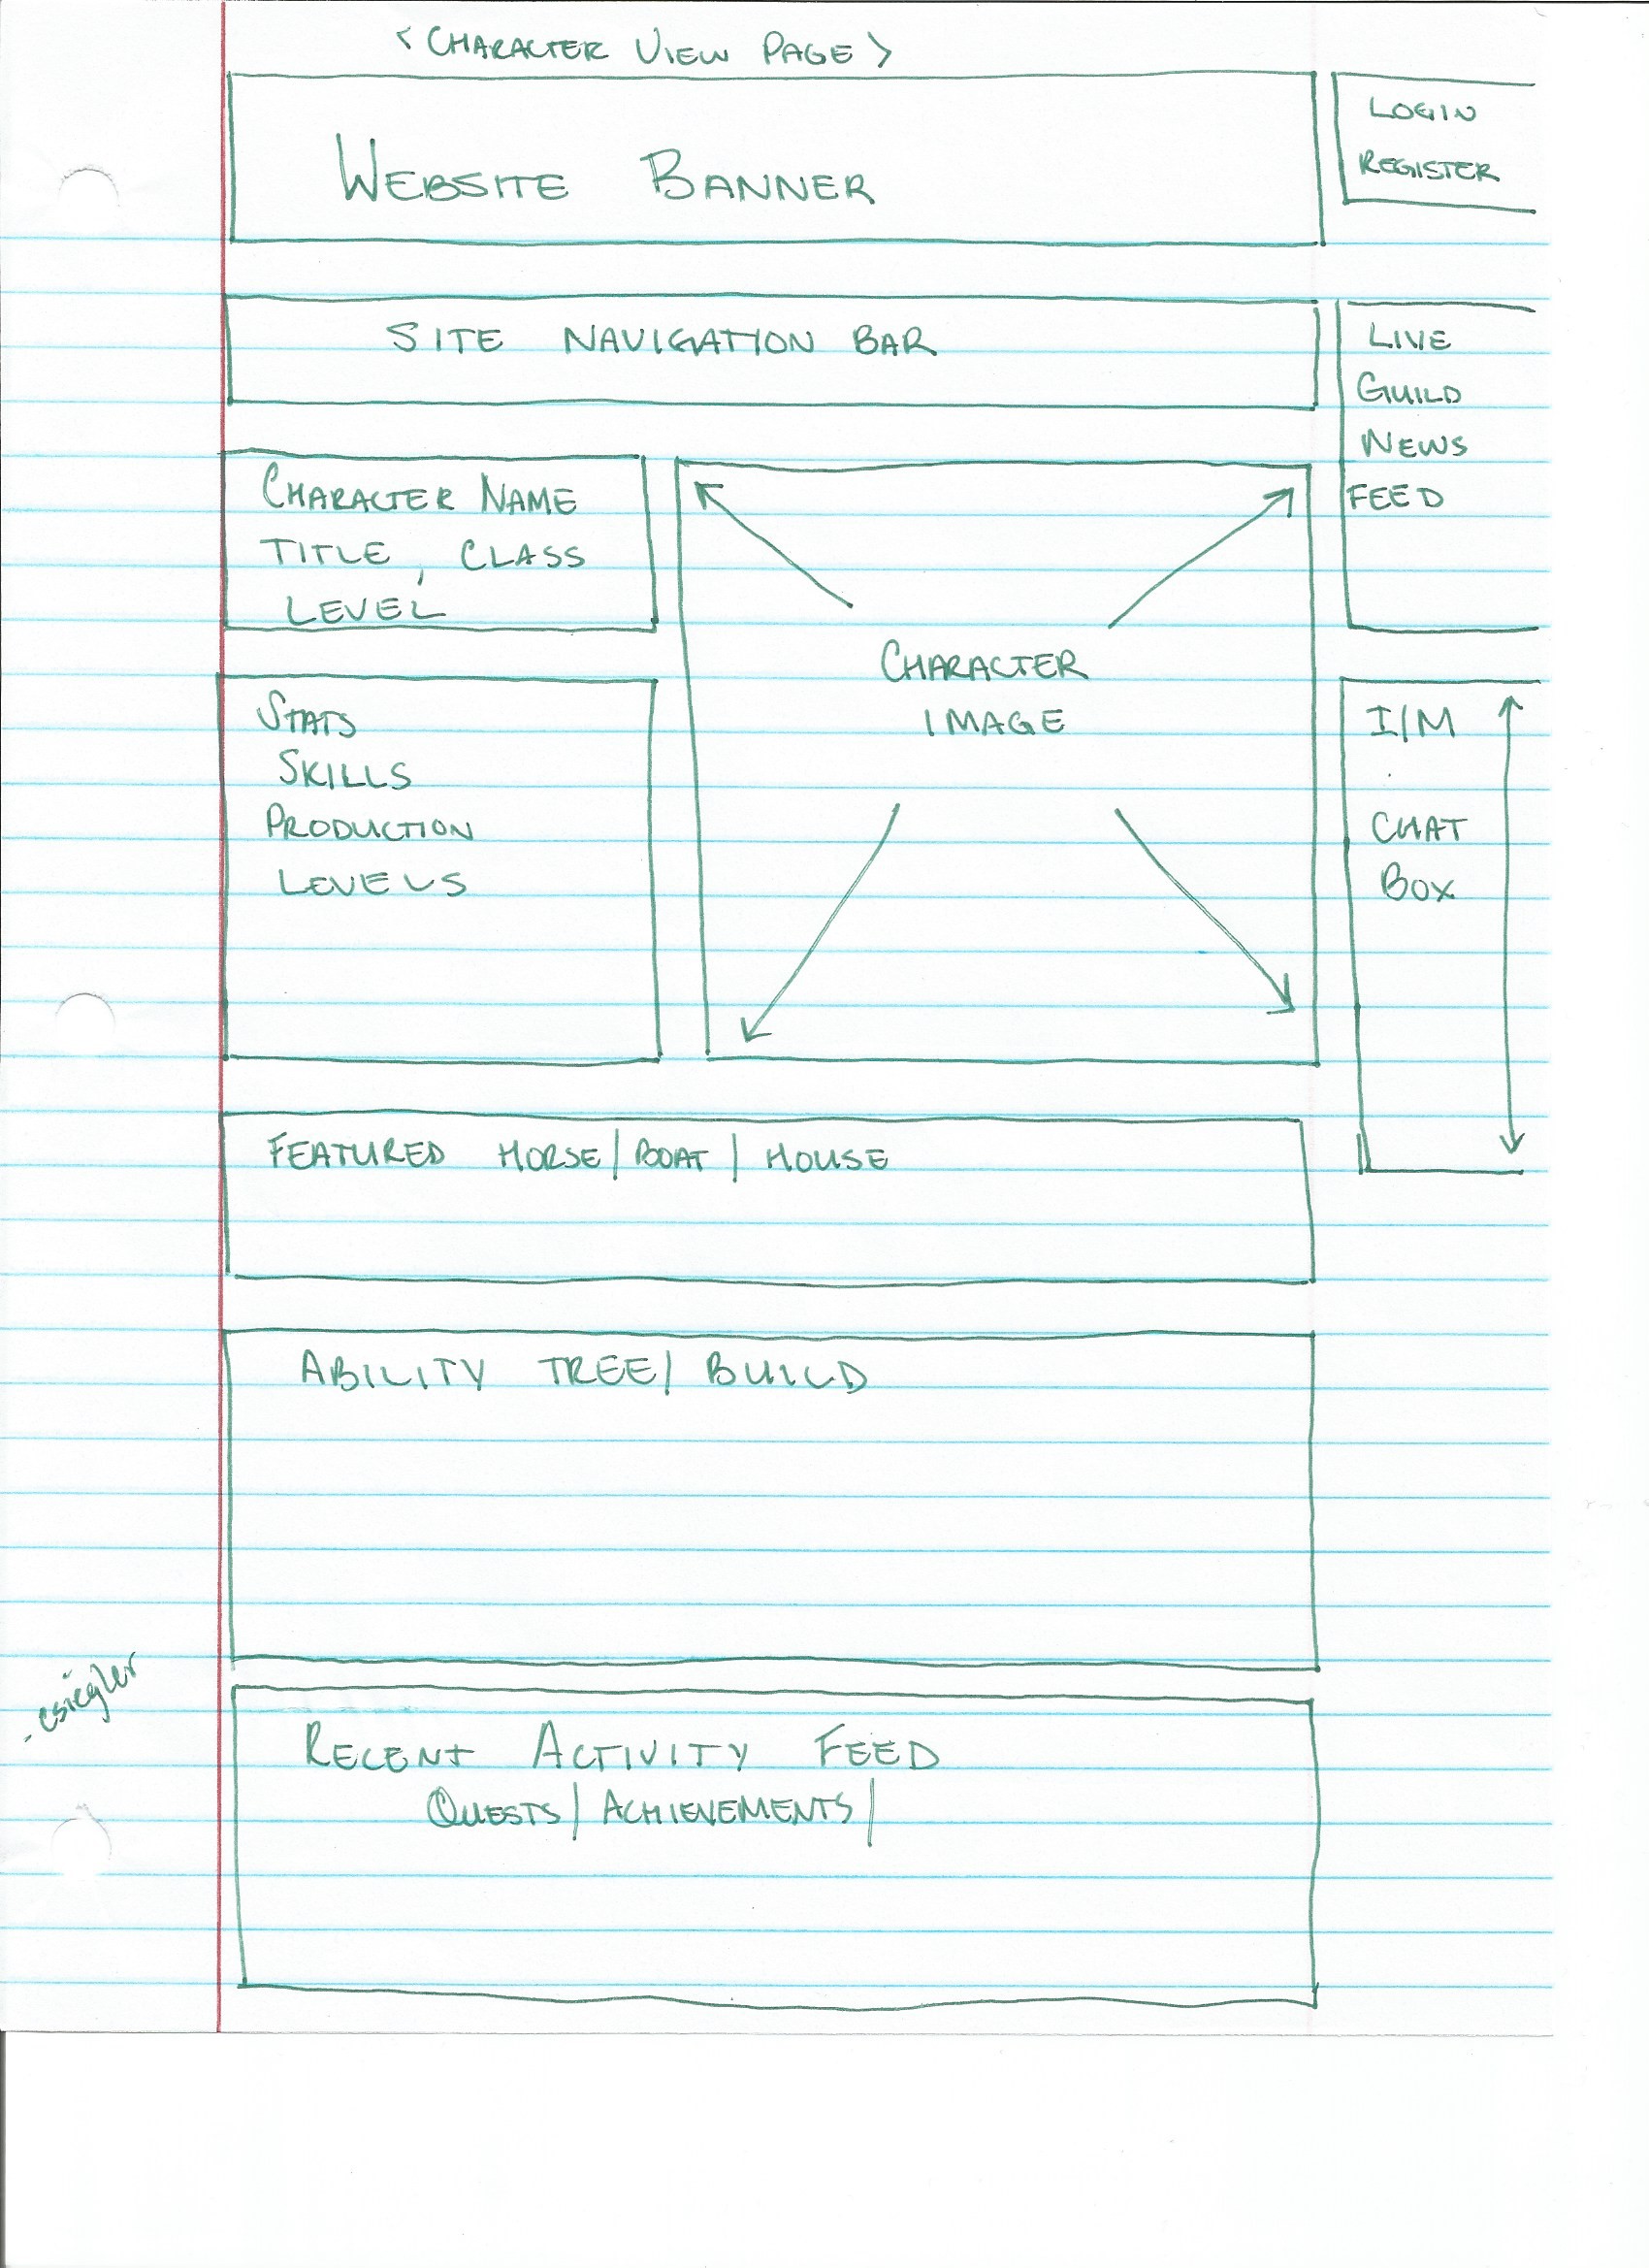 < CHARACTER VIEW PAGE >
WEBSITE BANNER
LOGIN
REGISTER
SITE NAVIGATION BAR
LIVE
GUILD
NEWS
FEED
CHARACTER NAME
TITLE, CLASS
LEVEL
CHARACTER
IMAGE
STATS
SKILLS
PRODUCTION
LEVELS
I/M
CHAT
BOX
FEATURED HORSE/BOAT/HOUSE
ABILITY TREE/BUILD
RECENT ACTIVITY FEED
QUESTS/ACHIEVEMENTS/
-csiegler